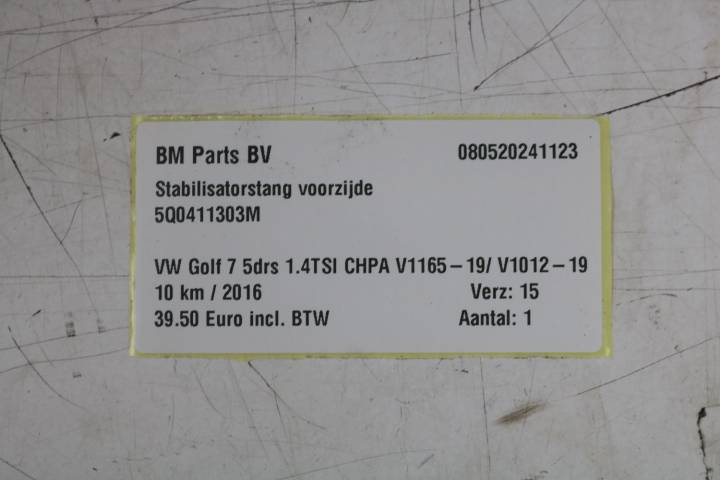 BM Parts BV 080520241123
Stabilisatorstang voorzijde
5Q0411303M
VW Golf 7 5drs 1.4TSI CHPA V1165-19/ V1012-19
10 km / 2016 Verz: 15
39.50 Euro incl. BTW Aantal: 1